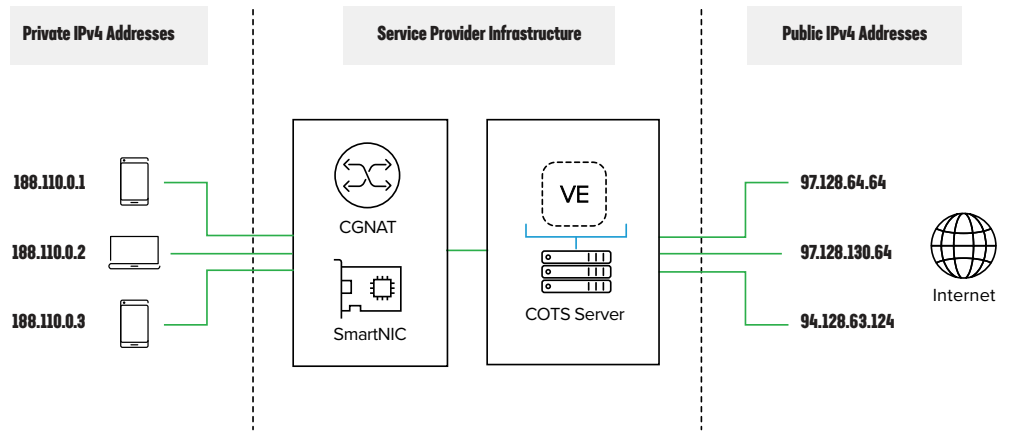 Private IPv4 Addresses
Service Provider Infrastructure
Public IPv4 Addresses
188.110.0.1
188.110.0.2
188.110.0.3
CGNAT
SmartNIC
VE
COTS Server
97.128.64.64
97.128.130.64
94.128.63.124
Internet